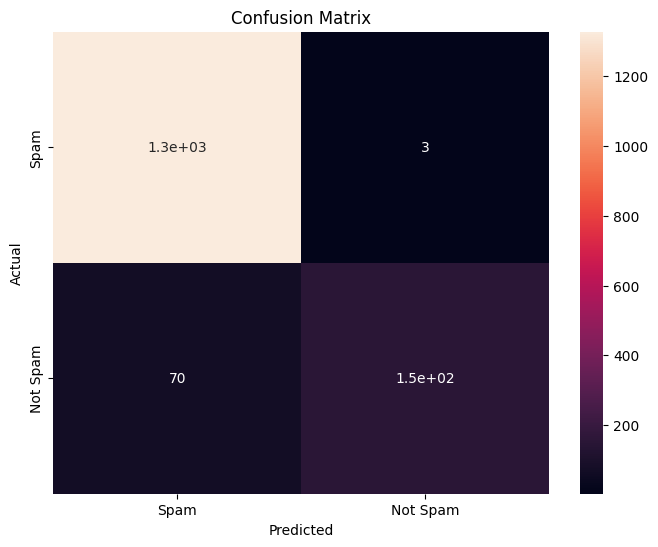 Confusion Matrix
Actual
Spam
1.3e+03
3
Not Spam
70
1.5e+02
Spam
Not Spam
Predicted
1200
1000
800
600
400
200